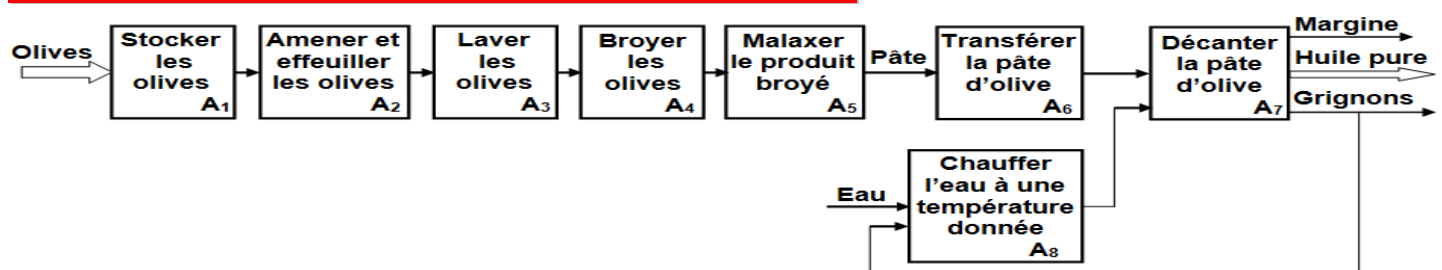 Olives
Stocker
les
olives
A1
Amener et
effeuiller
les olives
A2
Laver
les
olives
A3
Broyer
les
olives
A4
Malaxer
le produit
broyé
A5
Pâte
Transférer
la pâte
d'olive
A6
Décanter
la pâte
d'olive
A7
Margine
Huile pure
Grignons
Eau
Chauffer
l'eau à une
température
donnée
A8